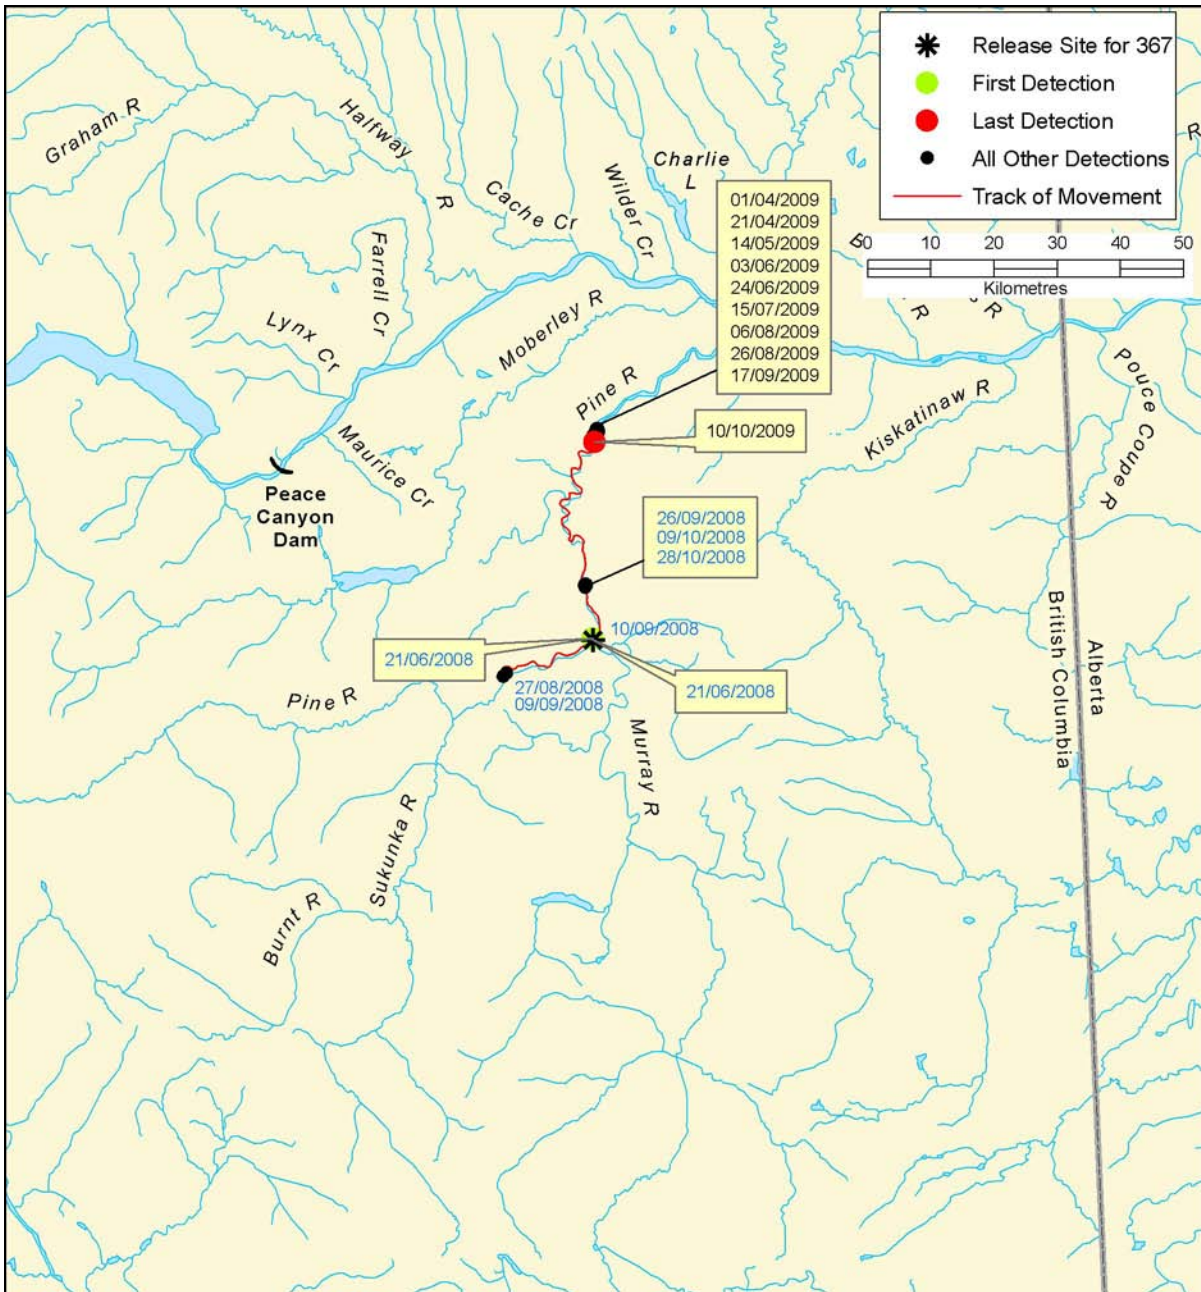 Release Site for 367
First Detection
Last Detection
All Other Detections
Track of Movement
0 10 20 30 40 50
Kilometres
Graham R
Halfway
R
Cache Cr
Wilder Cr
Charlie
L
Farrell Cr
Lynx Cr
Moberley R
Maurice Cr
Pine R
Kiskatinaw R
Pouce Coupe R
R
B
R
R
01/04/2009
21/04/2009
14/05/2009
03/06/2009
24/06/2009
15/07/2009
06/08/2009
26/08/2009
17/09/2009
10/10/2009
Peace
Canyon
Dam
26/09/2008
09/10/2008
28/10/2008
10/09/2008
21/06/2008
21/06/2008
27/08/2008
09/09/2008
Pine R
Murray R
Sukunka R
Burnt R
British Columbia
Alberta